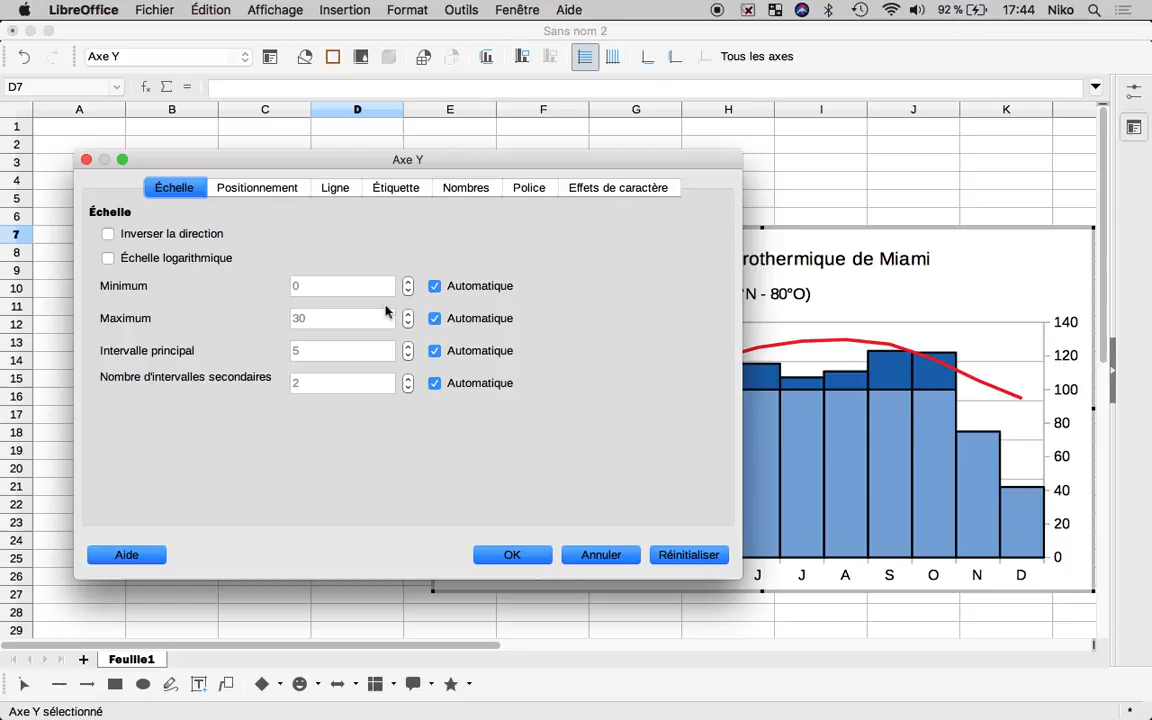 LibreOffice Fichier Édition Affichage Insertion Format Outils Fenêtre Aide 92 % 17:44 Niko
Sans nom 2
Axe Y Tous les axes
D7
A B C D E F G H I J K
1
2
3
4
5
6
7
8
9
10
11
12
13
14
15
16
17
18
19
20
21
22
23
24
25
26
27
28
29
Axe Y
Échelle Positionnement Ligne Étiquette Nombres Police Effets de caractère
Échelle
Inverser la direction
Échelle logarithmique
Minimum 0 Automatique
Maximum 30 Automatique
Intervalle principal 5 Automatique
Nombre d'intervalles secondaires 2 Automatique
Aide OK Annuler Réinitialiser
rothermique de Miami
°N - 80°O)
140
120
100
80
60
40
20
0
J J A S O N D
Feuille1
Axe Y sélectionné